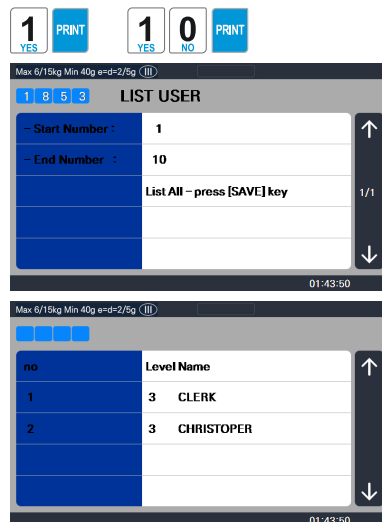 1 YES PRINT 1 YES 0 NO PRINT
Max 6/15kg Min 40g e=d=2/5g (III)
1 8 5 3 LIST USER
- Start Number : 1
- End Number : 10
List All - press [SAVE] key
1/1
01:43:50
Max 6/15kg Min 40g e=d=2/5g (III)
no Level Name
1 3 CLERK
2 3 CHRISTOPER
01:43:50